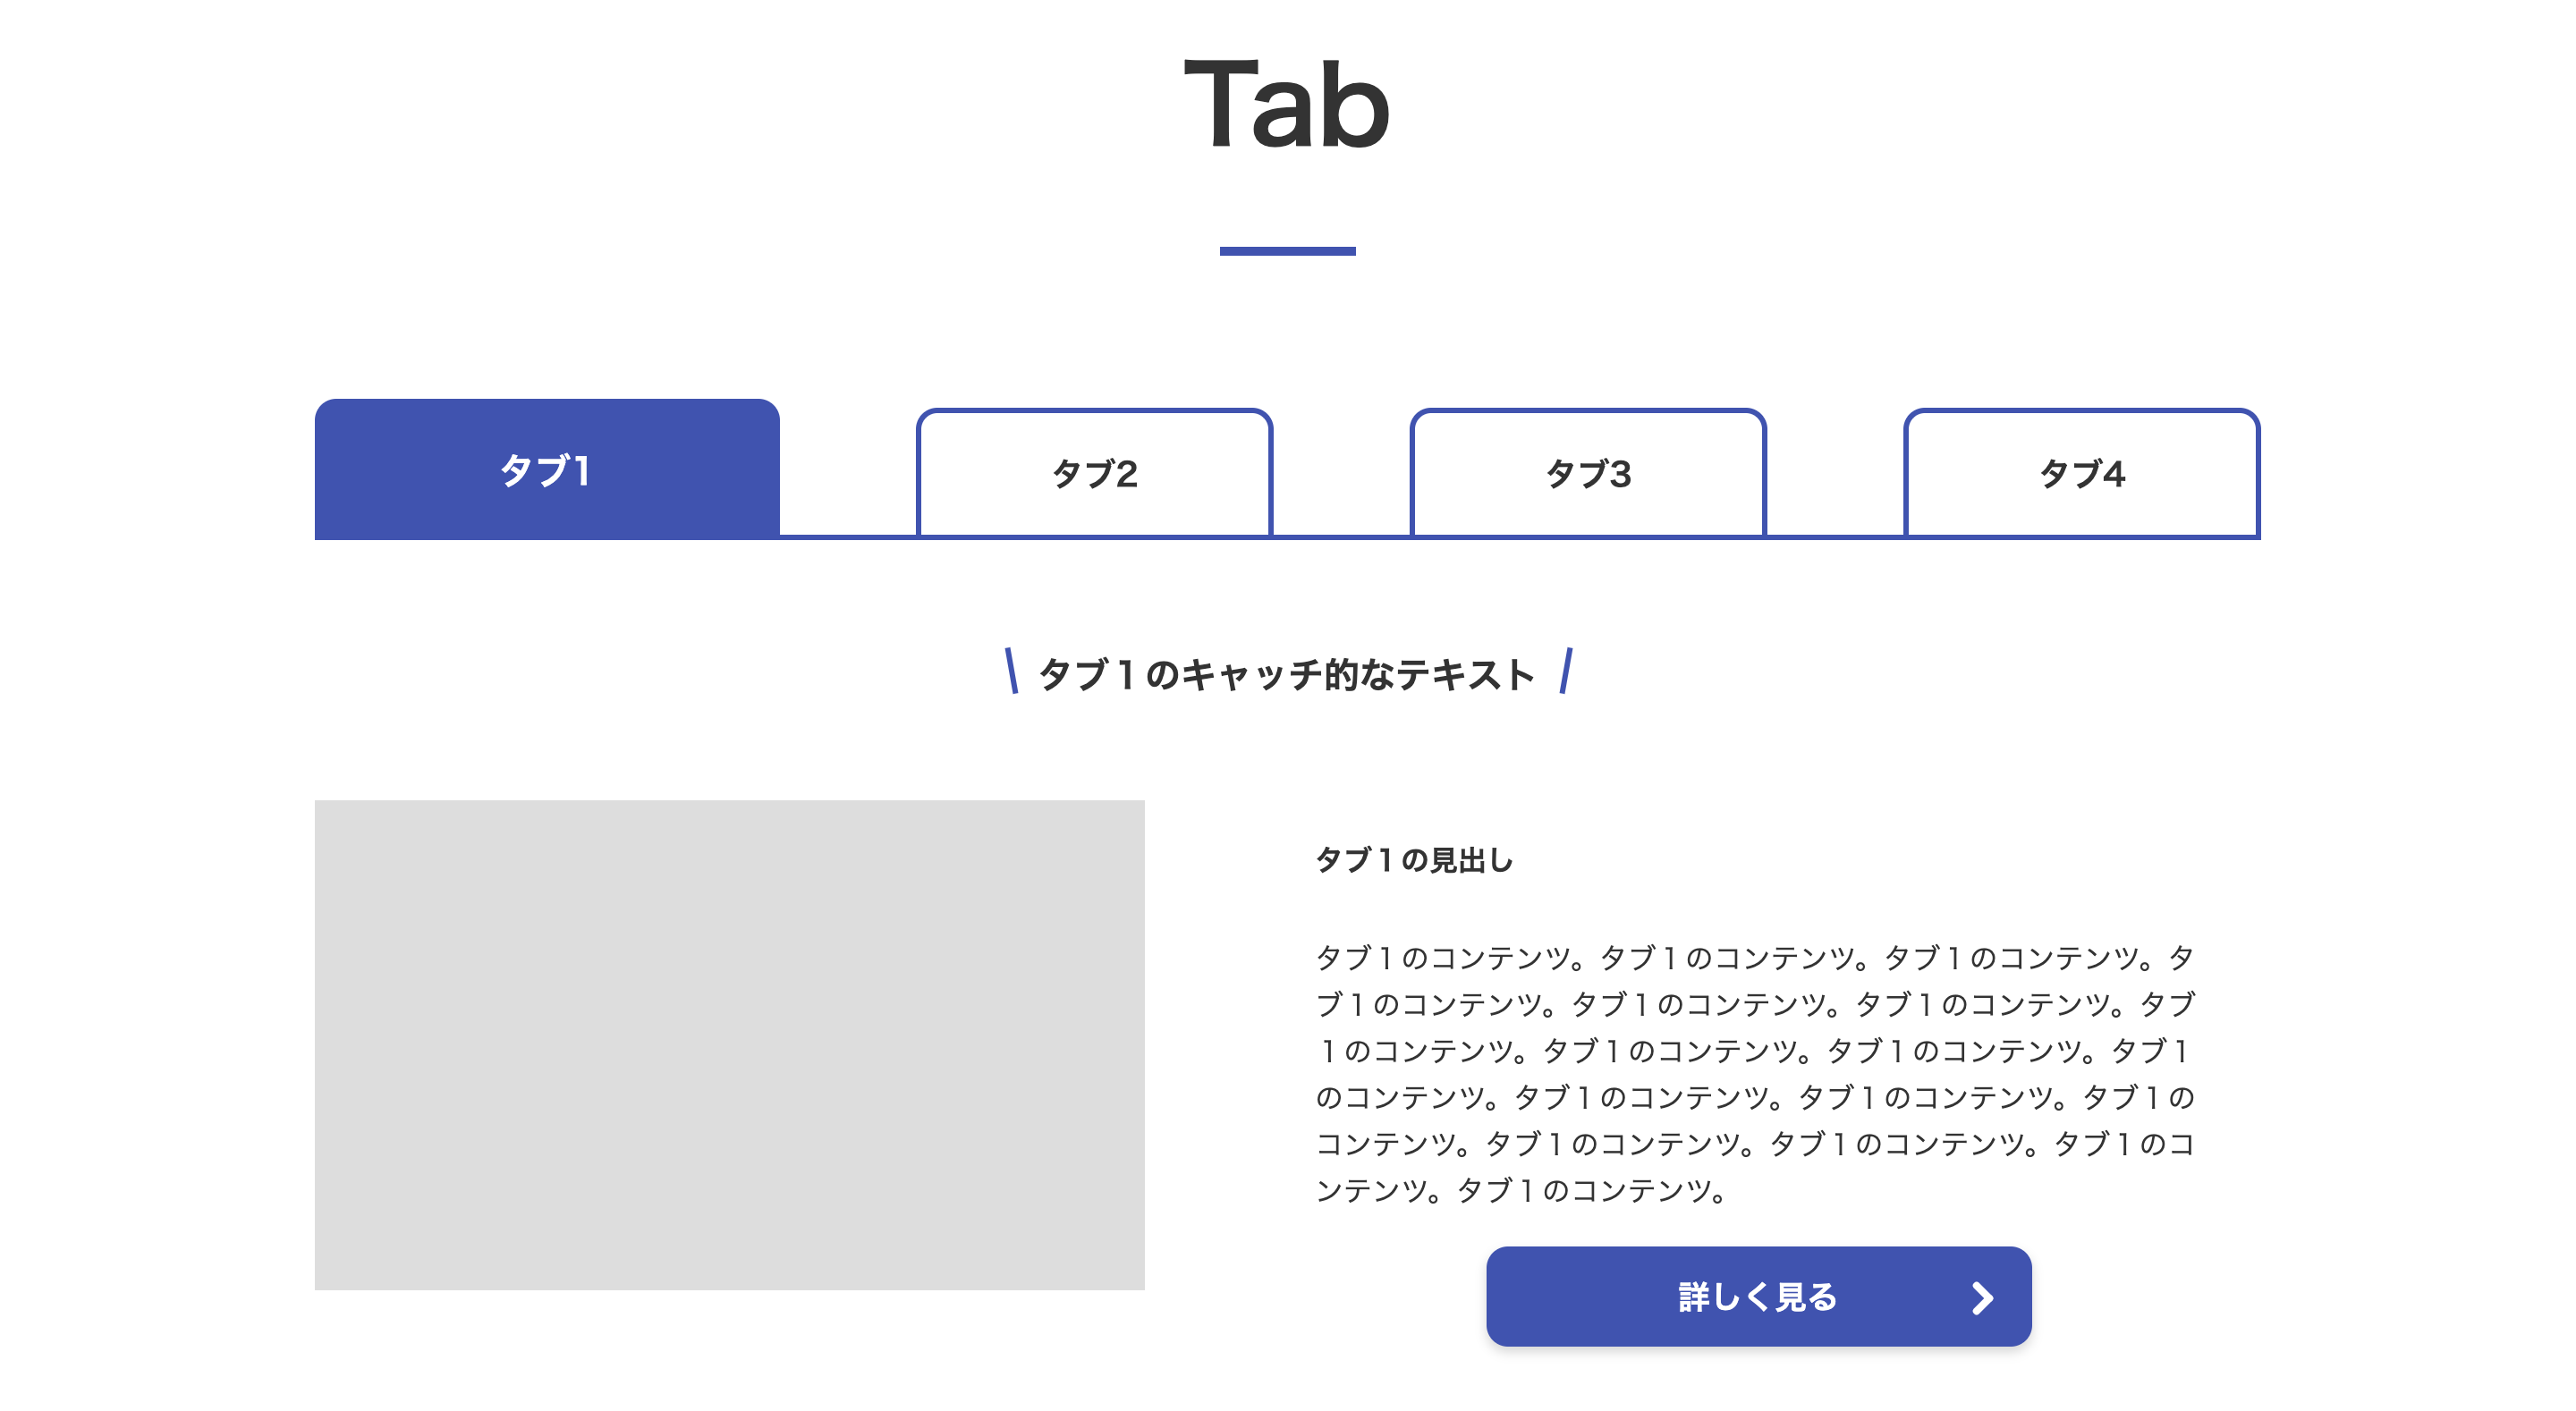 Tab
タブ1
タブ2
タブ3
タブ4
\ タブ１のキャッチ的なテキスト /
タブ１の見出し
タブ１のコンテンツ。タブ１のコンテンツ。タブ１のコンテンツ。タ
ブ１のコンテンツ。タブ１のコンテンツ。タブ１のコンテンツ。タブ
１のコンテンツ。タブ１のコンテンツ。タブ１のコンテンツ。タブ１
のコンテンツ。タブ１のコンテンツ。タブ１のコンテンツ。タブ１の
コンテンツ。タブ１のコンテンツ。タブ１のコンテンツ。タブ１のコ
ンテンツ。タブ１のコンテンツ。
詳しく見る